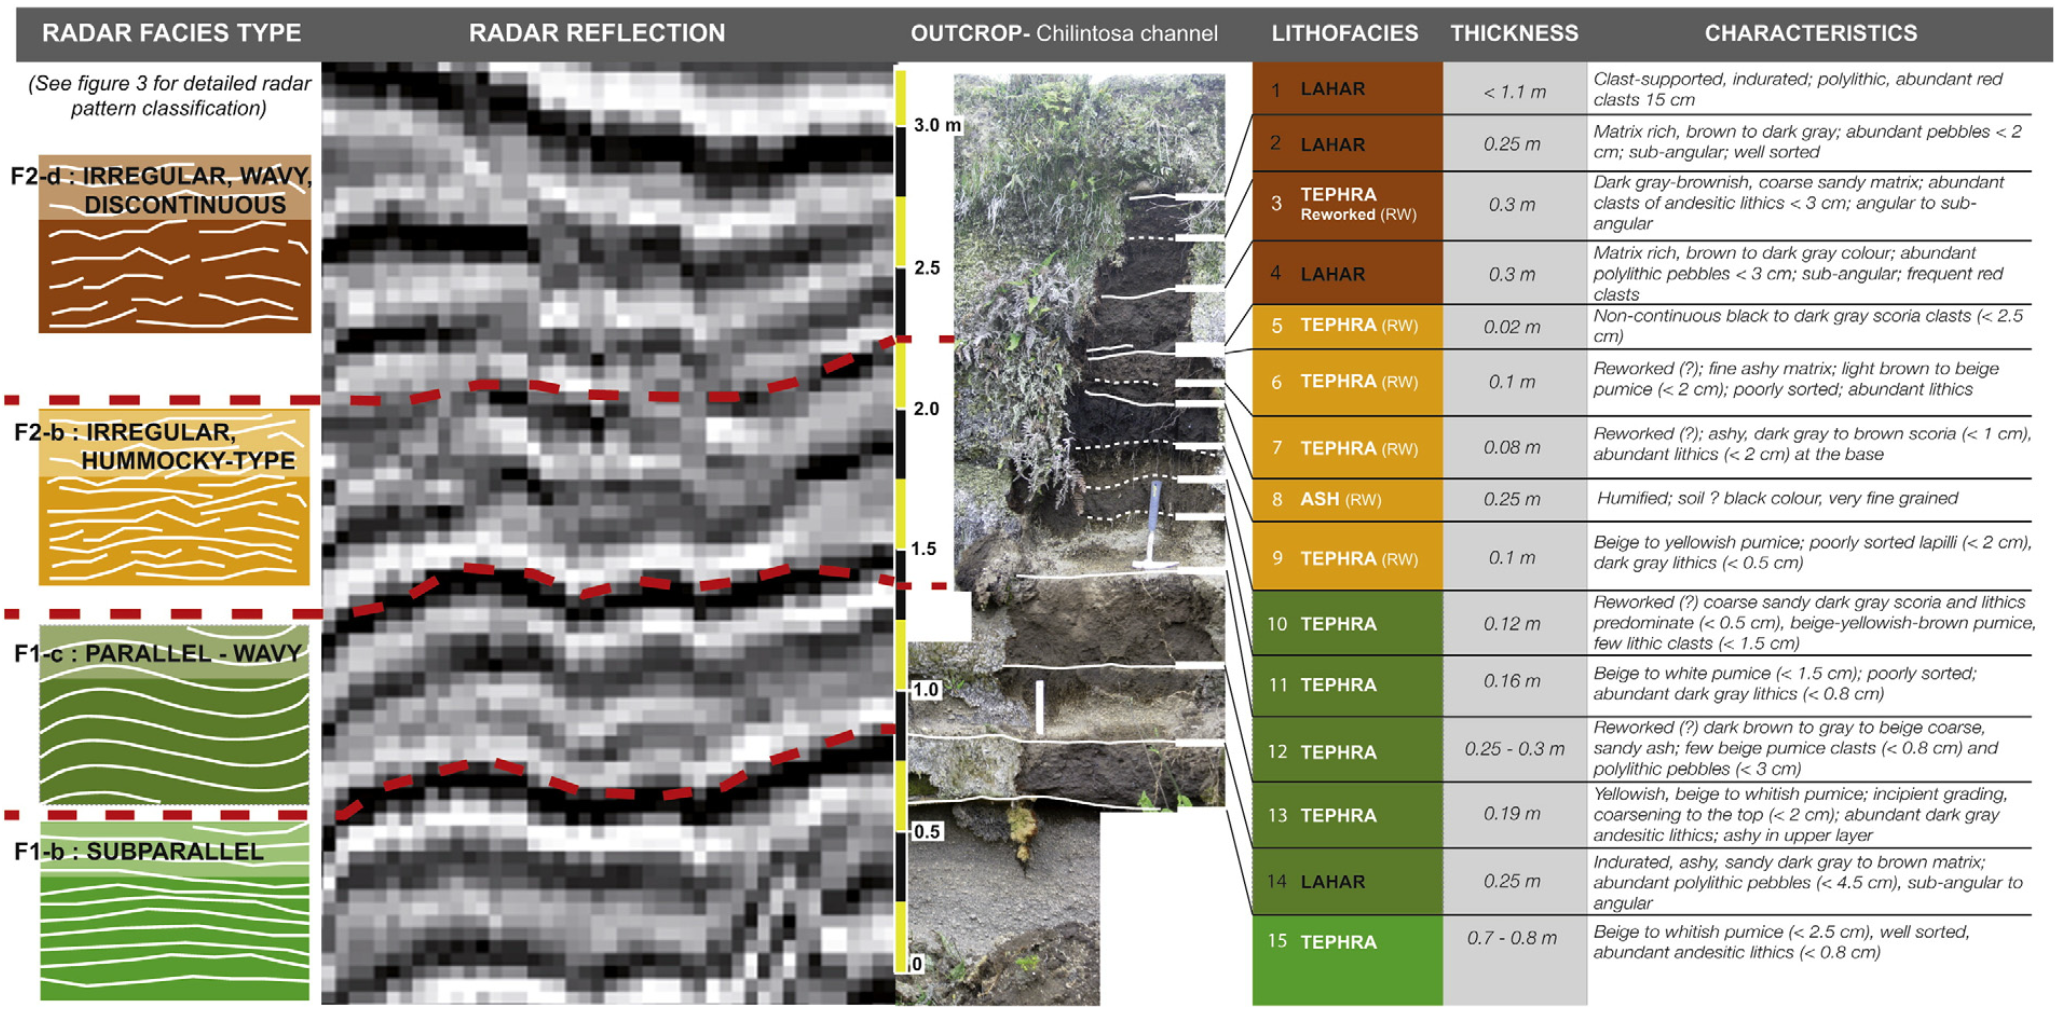 RADAR FACIES TYPE
RADAR REFLECTION
OUTCROP- Chilintosa channel
LITHOFACIES
THICKNESS
CHARACTERISTICS
(See figure 3 for detailed radar
pattern classification)
F2-d : IRREGULAR, WAVY,
DISCONTINUOUS
F2-b : IRREGULAR,
HUMMOCKY-TYPE
F1-c : PARALLEL - WAVY
F1-b : SUBPARALLEL
3.0 m
2.5
2.0
1.5
1.0
0.5
0
1 LAHAR
< 1.1 m
Clast-supported, indurated; polylithic, abundant red
clasts 15 cm
2 LAHAR
0.25 m
Matrix rich, brown to dark gray; abundant pebbles < 2
cm; sub-angular; well sorted
3 TEPHRA
Reworked (RW)
0.3 m
Dark gray-brownish, coarse sandy matrix; abundant
clasts of andesitic lithics < 3 cm; angular to sub-
angular
4 LAHAR
0.3 m
Matrix rich, brown to dark gray colour; abundant
polylithic pebbles < 3 cm; sub-angular; frequent red
clasts
5 TEPHRA (RW)
0.02 m
Non-continuous black to dark gray scoria clasts (< 2.5
cm)
6 TEPHRA (RW)
0.1 m
Reworked (?); fine ashy matrix; light brown to beige
pumice (< 2 cm); poorly sorted; abundant lithics
7 TEPHRA (RW)
0.08 m
Reworked (?); ashy, dark gray to brown scoria (< 1 cm),
abundant lithics (< 2 cm) at the base
8 ASH (RW)
0.25 m
Humified; soil ? black colour, very fine grained
9 TEPHRA (RW)
0.1 m
Beige to yellowish pumice; poorly sorted lapilli (< 2 cm),
dark gray lithics (< 0.5 cm)
10 TEPHRA
0.12 m
Reworked (?) coarse sandy dark gray scoria and lithics
predominate (< 0.5 cm), beige-yellowish-brown pumice,
few lithic clasts (< 1.5 cm)
11 TEPHRA
0.16 m
Beige to white pumice (< 1.5 cm); poorly sorted;
abundant dark gray lithics (< 0.8 cm)
12 TEPHRA
0.25 - 0.3 m
Reworked (?) dark brown to gray to beige coarse,
sandy ash; few beige pumice clasts (< 0.8 cm) and
polylithic pebbles (< 3 cm)
13 TEPHRA
0.19 m
Yellowish, beige to whitish pumice; incipient grading,
coarsening to the top (< 2 cm); abundant dark gray
andesitic lithics; ashy in upper layer
14 LAHAR
0.25 m
Indurated, ashy, sandy dark gray to brown matrix;
abundant polylithic pebbles (< 4.5 cm), sub-angular to
angular
15 TEPHRA
0.7 - 0.8 m
Beige to whitish pumice (< 2.5 cm), well sorted,
abundant andesitic lithics (< 0.8 cm)